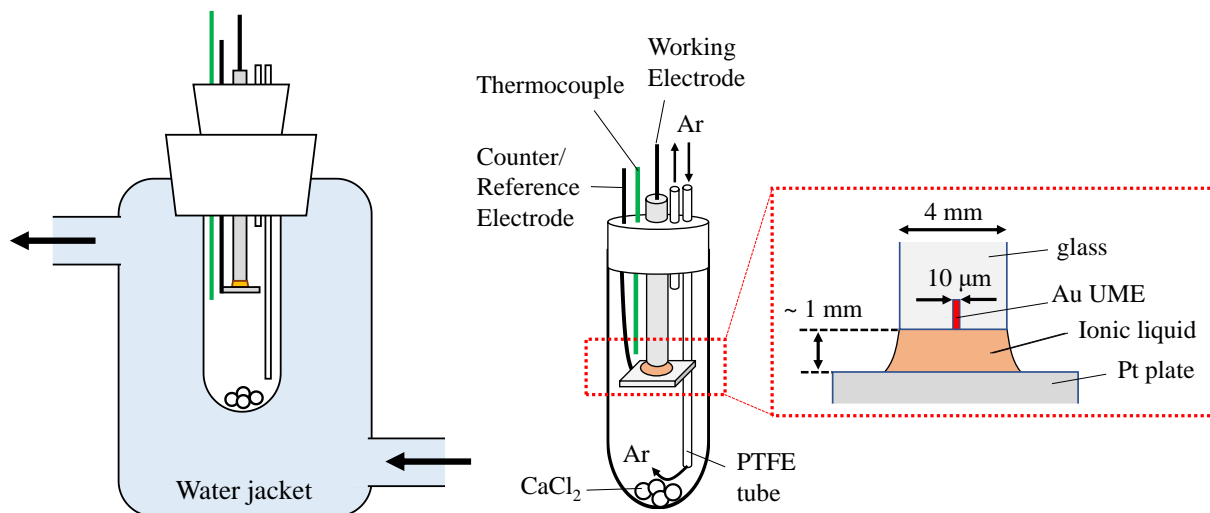 Water jacket
Working
Electrode
Thermocouple
Ar
Counter/
Reference
Electrode
Ar
CaCl₂
PTFE
tube
4 mm
glass
10 μm
Au UME
~ 1 mm
Ionic liquid
Pt plate